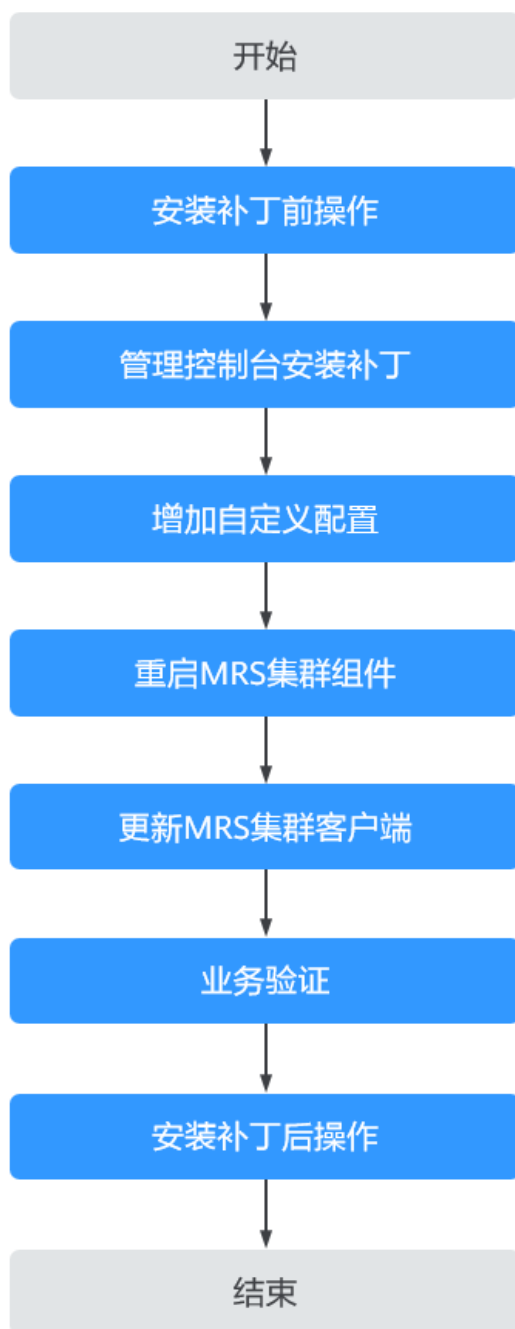 开始
安装补丁前操作
管理控制台安装补丁
增加自定义配置
重启MRS集群组件
更新MRS集群客户端
业务验证
安装补丁后操作
结束